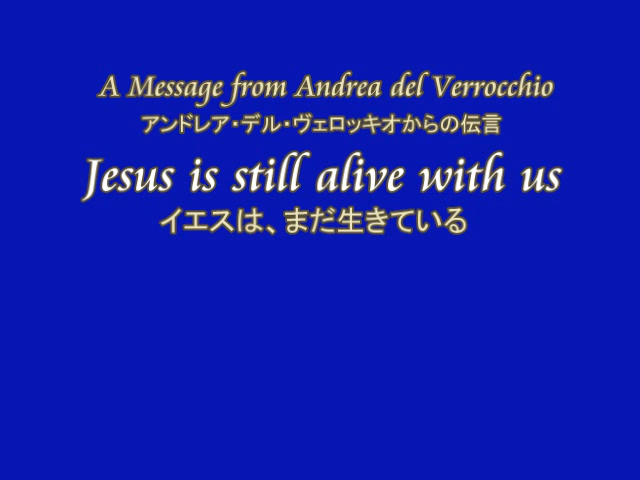 A Message from Andrea del Verrocchio
アンドレア・デル・ヴェロッキオからの伝言
Jesus is still alive with us
イエスは、まだ生きている